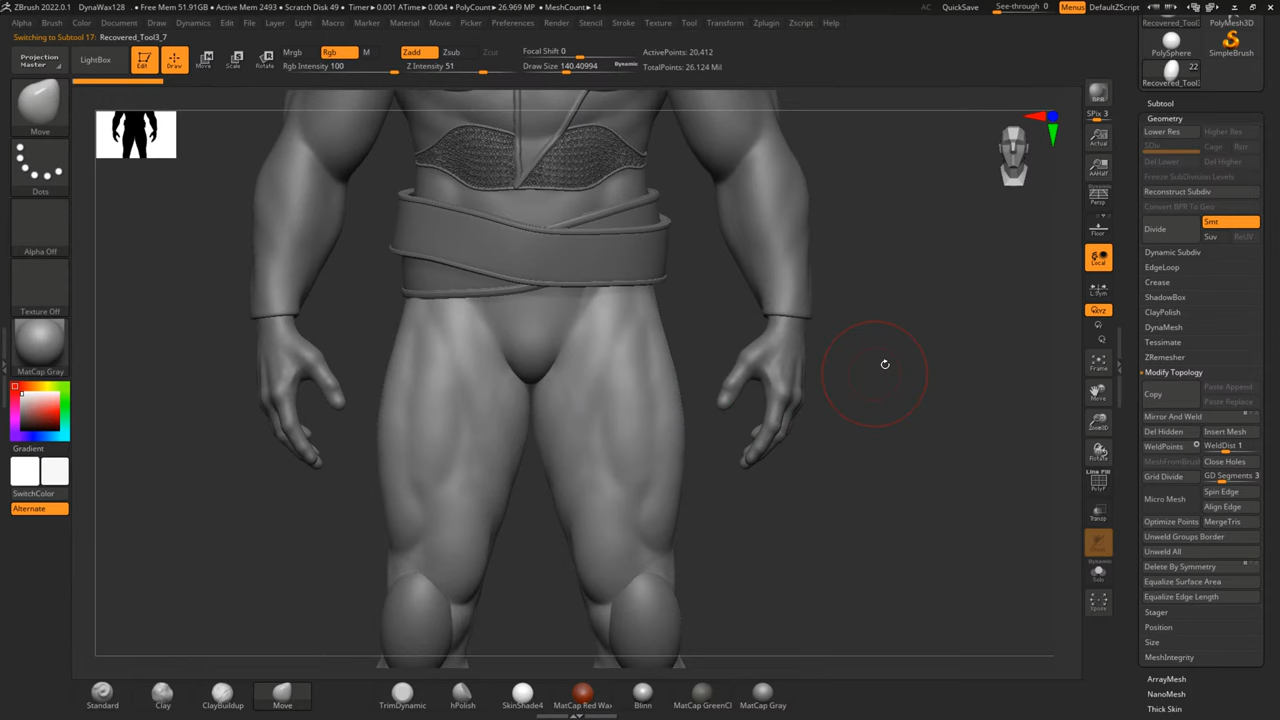 ZBrush 2022.0.1 DynaWax128 • Free Mem 51.91GB • Active Mem 2493 • Scratch Disk 49 • Timer▶0.001 ATime▶0.004 • PolyCount▶26.969 MP • MeshCount▶14
AC QuickSave See-through 0 Menus DefaultZScript
Alpha Brush Color Document Draw Dynamics Edit File Layer Light Macro Marker Material Movie Picker Preferences Render Stencil Stroke Texture Tool Transform Zplugin Zscript Help
Switching to Subtool 17: Recovered_Tool3_7
Projection Master
LightBox
Edit
Draw
Move
Scale
Rotate
Mrgb Rgb M
Rgb Intensity 100
Zadd Zsub Zcut
Z Intensity 51
Focal Shift 0
Draw Size 140.40994 Dynamic
ActivePoints: 20,412
TotalPoints: 26.124 Mil
Move
Dots
Alpha Off
Texture Off
MatCap Gray
Gradient
SwitchColor
Alternate
BPR
SPix 3
Actual
AAHalf
Dynamic
Persp
Floor
Local
L.Sym
XYZ
Frame
Move
Zoom3D
Rotate
Line Fill
PolyF
Transp
Dynamic
Solo
Xpose
Recovered_Tool3 PolyMesh3D
PolySphere SimpleBrush
22
Recovered_Tool3
Subtool
Geometry
Lower Res Higher Res
SDiv Cage Rstr
Del Lower Del Higher
Freeze SubDivision Levels
Reconstruct Subdiv
Convert BPR To Geo
Divide Smt
Suv ReUV
Dynamic Subdiv
EdgeLoop
Crease
ShadowBox
ClayPolish
DynaMesh
Tessimate
ZRemesher
Modify Topology
Copy Paste Append
Paste Replace
Mirror And Weld
Del Hidden Insert Mesh
WeldPoints WeldDist 1
MeshFromBrush Close Holes
Grid Divide GD Segments 3
Micro Mesh Spin Edge
Align Edge
Optimize Points MergeTris
Unweld Groups Border
Unweld All
Delete By Symmetry
Equalize Surface Area
Equalize Edge Length
Stager
Position
Size
MeshIntegrity
ArrayMesh
NanoMesh
Thick Skin
Standard Clay ClayBuildup Move TrimDynamic hPolish SkinShade4 MatCap Red Wax Blinn MatCap GreenCl MatCap Gray